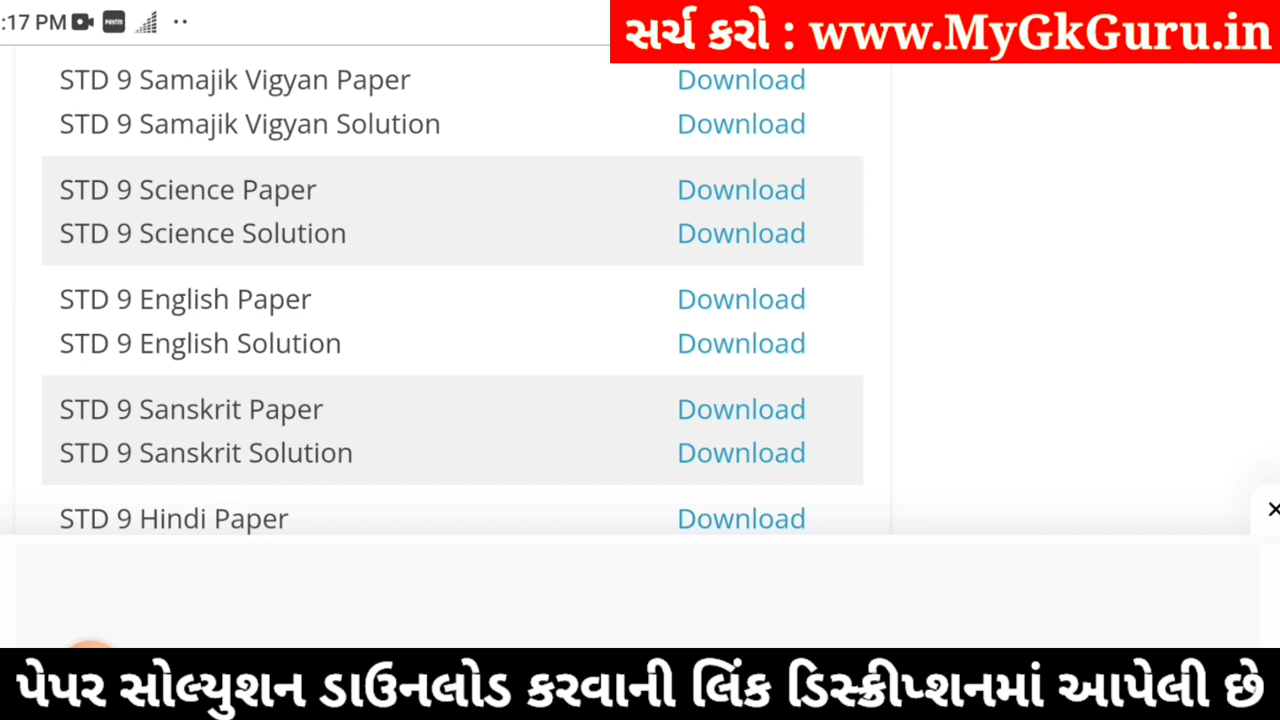 :17 PM
paytm
સર્ચ કરો : www.MyGkGuru.in
STD 9 Samajik Vigyan Paper Download
STD 9 Samajik Vigyan Solution Download
STD 9 Science Paper Download
STD 9 Science Solution Download
STD 9 English Paper Download
STD 9 English Solution Download
STD 9 Sanskrit Paper Download
STD 9 Sanskrit Solution Download
STD 9 Hindi Paper Download
પેપર સોલ્યુશન ડાઉનલોડ કરવાની લિંક ડિસ્ક્રીપ્શનમાં આપેલી છે